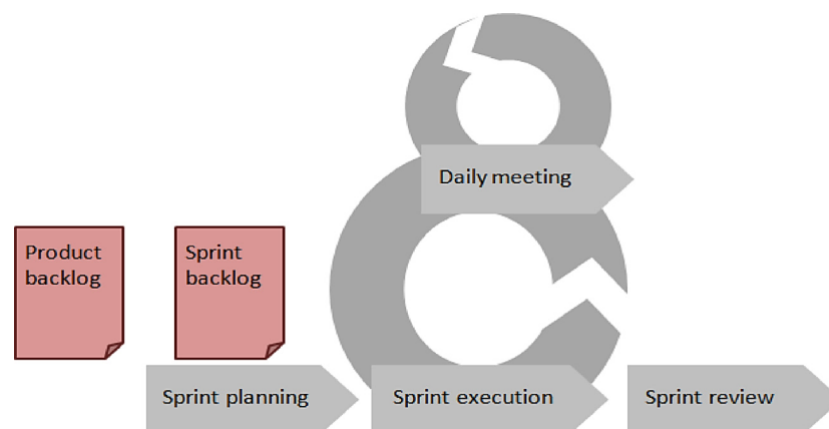 Daily meeting
Product
backlog
Sprint
backlog
Sprint planning
Sprint execution
Sprint review